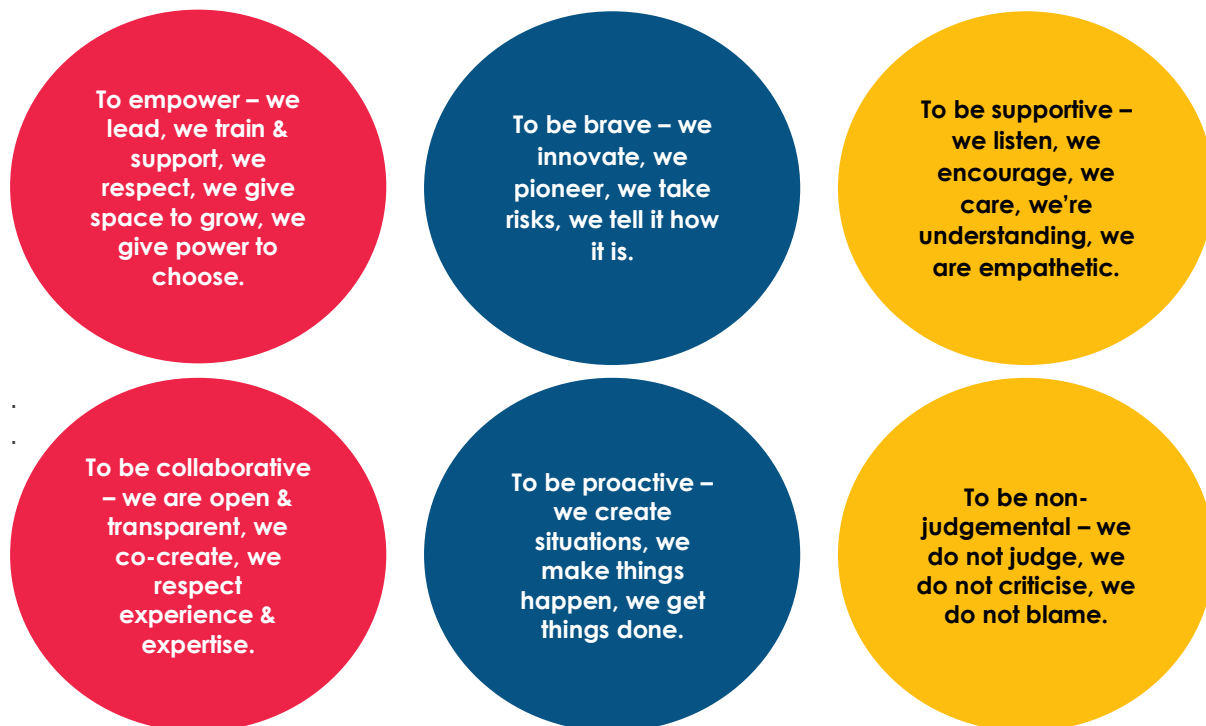 To empower – we
lead, we train &
support, we
respect, we give
space to grow, we
give power to
choose.
To be brave – we
innovate, we
pioneer, we take
risks, we tell it how
it is.
To be supportive –
we listen, we
encourage, we
care, we’re
understanding, we
are empathetic.
.
.
To be collaborative
– we are open &
transparent, we
co-create, we
respect
experience &
expertise.
To be proactive –
we create
situations, we
make things
happen, we get
things done.
To be non-
judgemental – we
do not judge, we
do not criticise, we
do not blame.